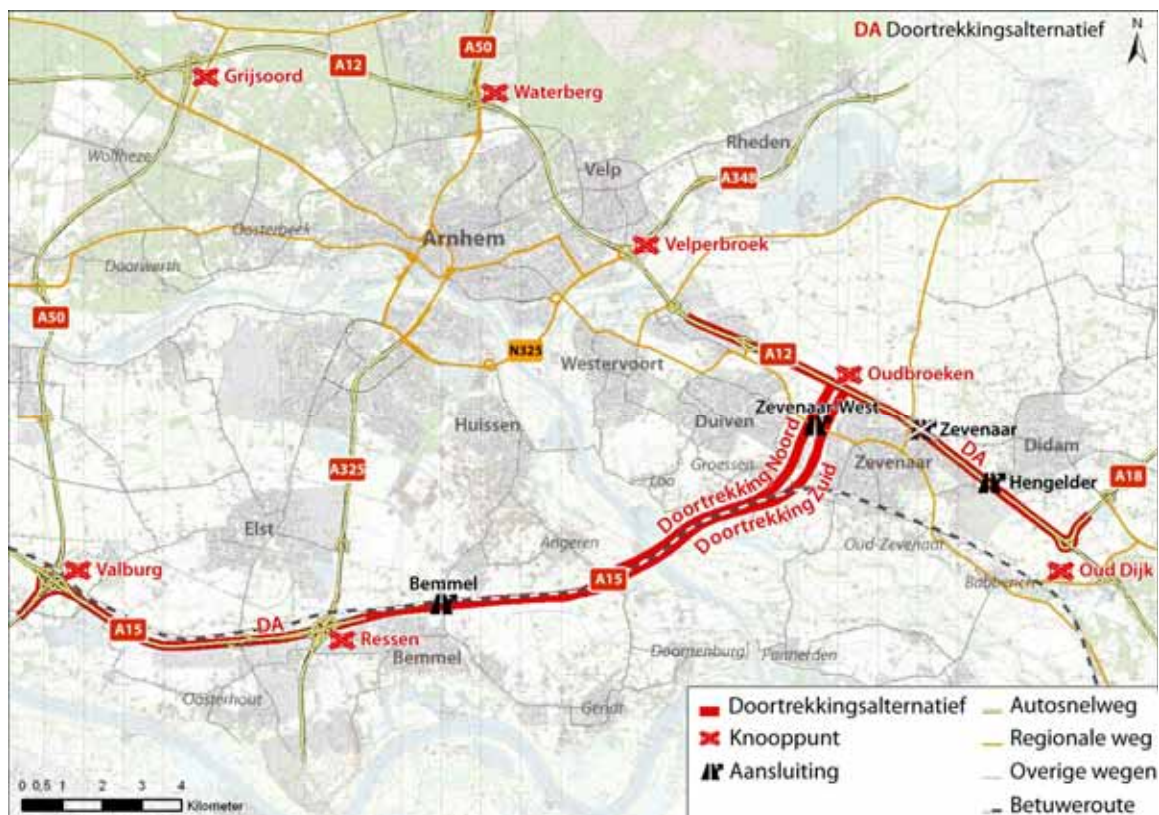 DA Doortrekkingsalternatief
N
A50
A12
Grijsoord
Waterberg
Rheden
Wolfheze
Velp
A348
Oosterbeek
Arnhem
Velperbroek
Doorwerth
A50
N325
Westervoort
A12
Oudbroeken
Duiven
Zevenaar West
Zevenaar
Didam
Huissen
Groessen
Zevenaar
DA
A325
Loo
Doortrekking Noord
Hengelder
A18
Elst
Doortrekking Zuid
Angeren
Oud-Zevenaar
Valburg
Bemmel
A15
Babberich
Oud Dijk
A15
DA
Ressen
Bemmel
Doornenburg
Pannerden
Oosterhout
Gendt
Doortrekkingsalternatief
Knooppunt
Aansluiting
Autosnelweg
Regionale weg
Overige wegen
Betuweroute
0 0,5 1 2 3 4
Kilometer